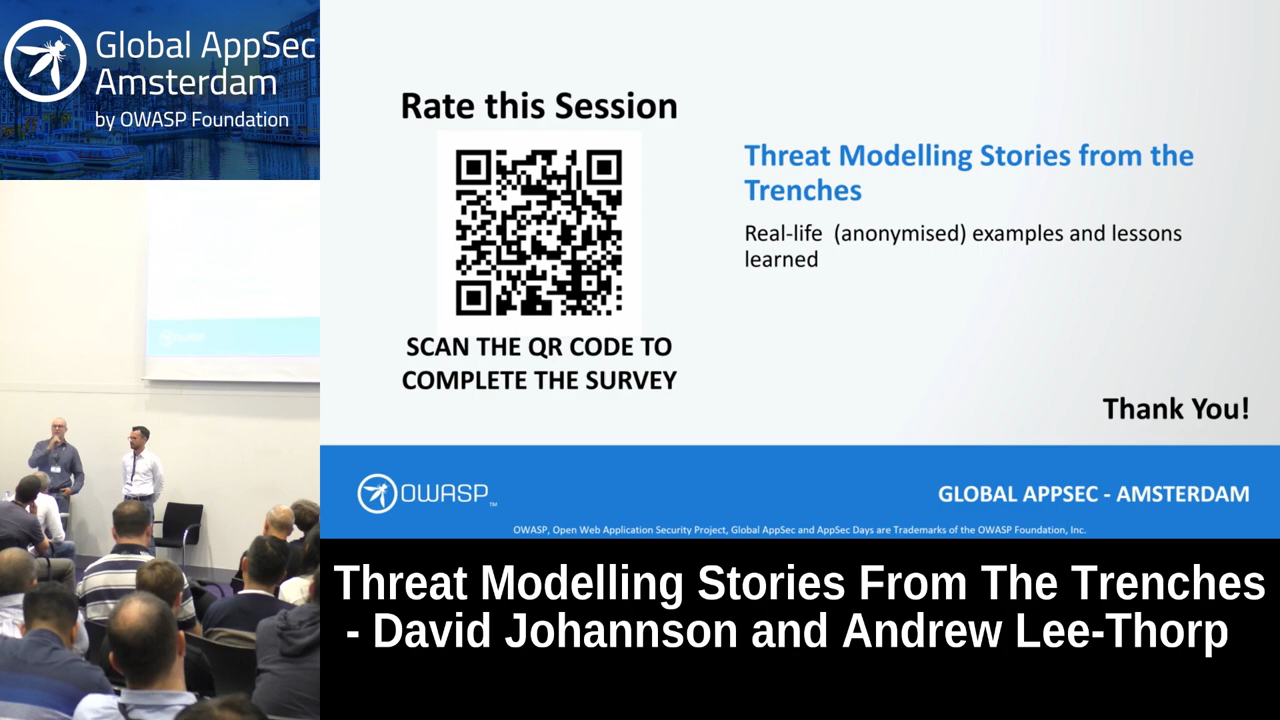 Global AppSec
Amsterdam
by OWASP Foundation
Rate this Session
SCAN THE QR CODE TO
COMPLETE THE SURVEY
Threat Modelling Stories from the
Trenches
Real-life (anonymised) examples and lessons
learned
Thank You!
OWASP™
GLOBAL APPSEC - AMSTERDAM
OWASP, Open Web Application Security Project, Global AppSec and AppSec Days are Trademarks of the OWASP Foundation, Inc.
Threat Modelling Stories From The Trenches
- David Johannson and Andrew Lee-Thorp